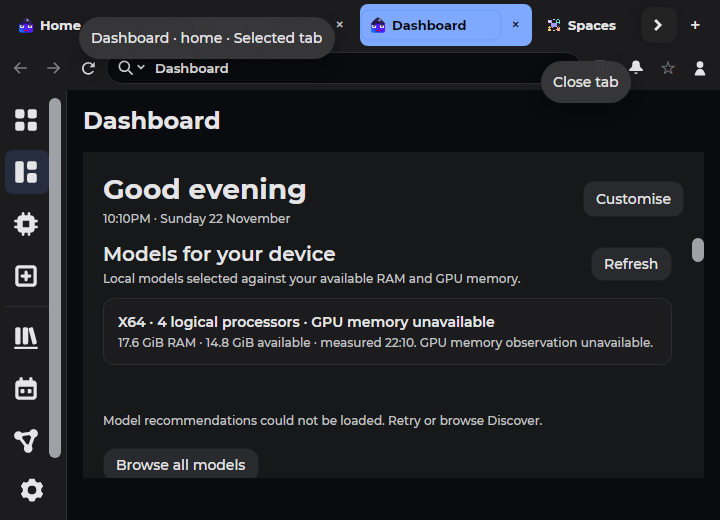 Home
Dashboard · home · Selected tab
×
Dashboard
×
Spaces
+
Dashboard
Close tab
Dashboard
Good evening
10:10PM · Sunday 22 November
Customise
Models for your device
Local models selected against your available RAM and GPU memory.
Refresh
X64 · 4 logical processors · GPU memory unavailable
17.6 GiB RAM · 14.8 GiB available · measured 22:10. GPU memory observation unavailable.
Model recommendations could not be loaded. Retry or browse Discover.
Browse all models